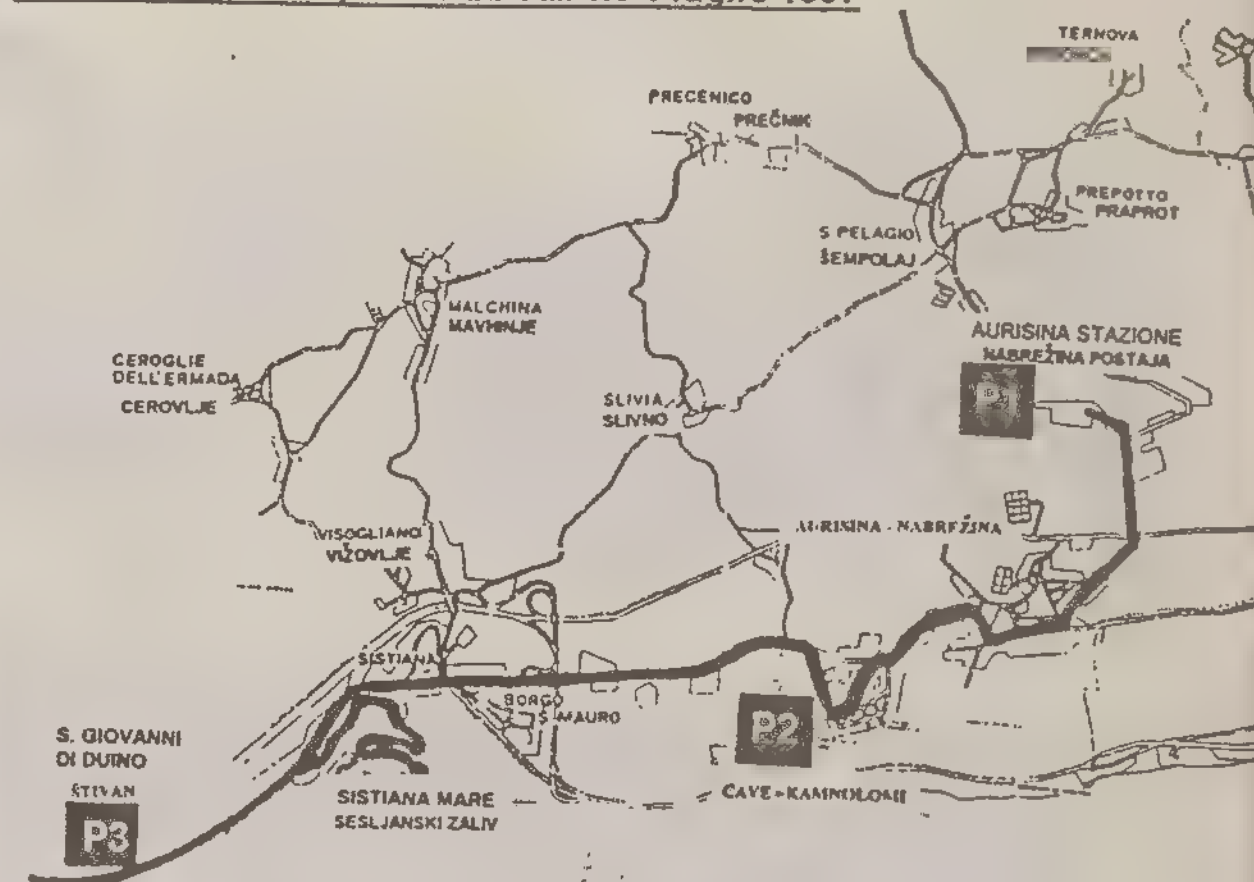 TERNOVA
PRECENICO
PREČNIK
PREPOTTO
PRAPROT
S PELAGIO
ŠEMPOLAJ
MALCHINA
MAVHINJE
AURISINA STAZIONE
NABREŽINA POSTAJA
CEROGLIE
DELL'ERMADA
CEROVLJE
SLIVIA
SLIVNO
VISOGLIANO
VIŽOVLJE
AURISINA - NABREŽINA
SISTIANA
BORGO
S. MAURO
P2
S. GIOVANNI
DI DUINO
ŠTIVAN
P3
SISTIANA MARE
SESLJANSKI ZALIV
CAVE - KAMNOLOMI